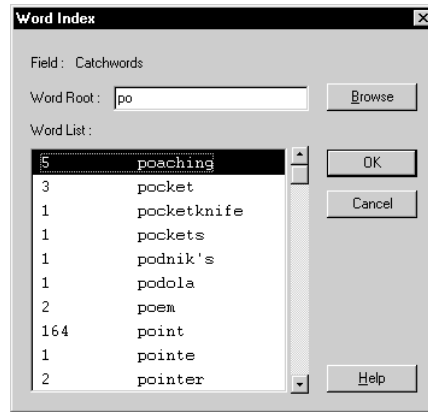 Word Index
Field : Catchwords
Word Root : po Browse
Word List :
5 poaching OK
3 pocket
1 pocketknife Cancel
1 pockets
1 podnik's
1 podola
2 poem
164 point
1 pointe
2 pointer Help